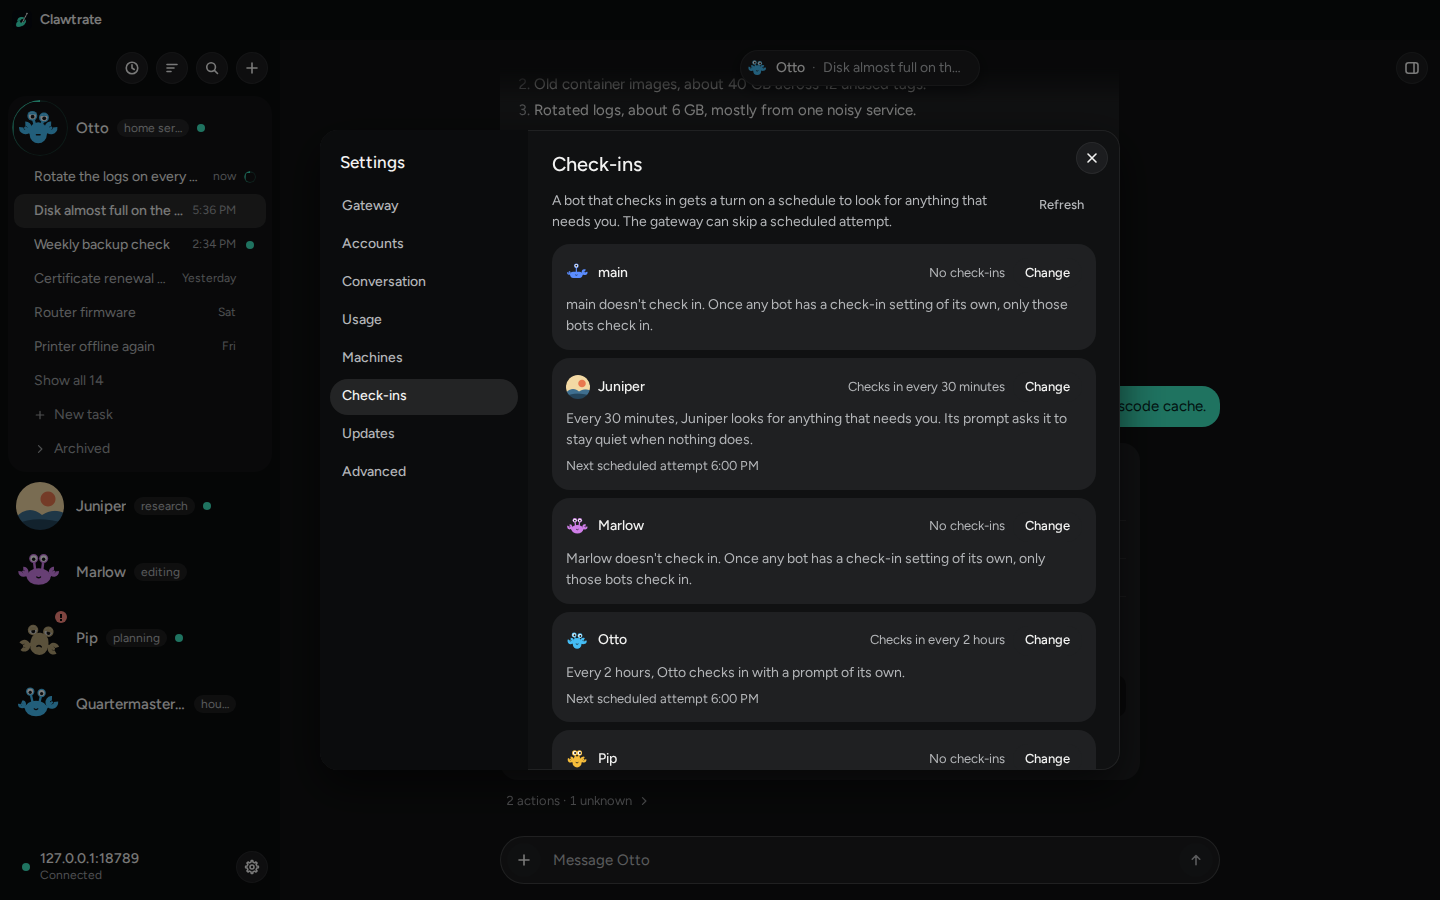 Clawtrate
Otto · Disk almost full on th...
Otto home ser...
Rotate the logs on every ... now
Disk almost full on the ... 5:36 PM
Weekly backup check 2:34 PM
Certificate renewal ... Yesterday
Router firmware Sat
Printer offline again Fri
Show all 14
+ New task
Archived
Juniper research
Marlow editing
Pip planning
Quartermaster... hou...
127.0.0.1:18789
Connected
2. Old container images, about 40 GB across 12 unused tags.
3. Rotated logs, about 6 GB, mostly from one noisy service.
Settings
Gateway
Accounts
Conversation
Usage
Machines
Check-ins
Updates
Advanced
Check-ins
A bot that checks in gets a turn on a schedule to look for anything that
needs you. The gateway can skip a scheduled attempt.
Refresh
main No check-ins Change
main doesn't check in. Once any bot has a check-in setting of its own, only those
bots check in.
Juniper Checks in every 30 minutes Change
Every 30 minutes, Juniper looks for anything that needs you. Its prompt asks it to
stay quiet when nothing does.
Next scheduled attempt 6:00 PM
Marlow No check-ins Change
Marlow doesn't check in. Once any bot has a check-in setting of its own, only
those bots check in.
Otto Checks in every 2 hours Change
Every 2 hours, Otto checks in with a prompt of its own.
Next scheduled attempt 6:00 PM
Pip No check-ins Change
scode cache.
2 actions · 1 unknown
Message Otto